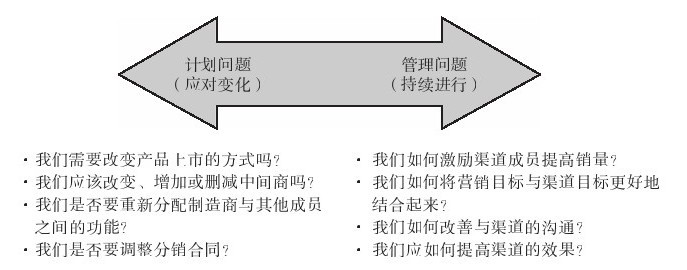 计划问题
（应对变化）
管理问题
（持续进行）
· 我们需要改变产品上市的方式吗?
· 我们应该改变、增加或删减中间商吗?
· 我们是否要重新分配制造商与其他成员
之间的功能?
· 我们是否要调整分销合同?
· 我们如何激励渠道成员提高销量?
· 我们如何将营销目标与渠道目标更好地
结合起来?
· 我们如何改善与渠道的沟通?
· 我们应如何提高渠道的效果?